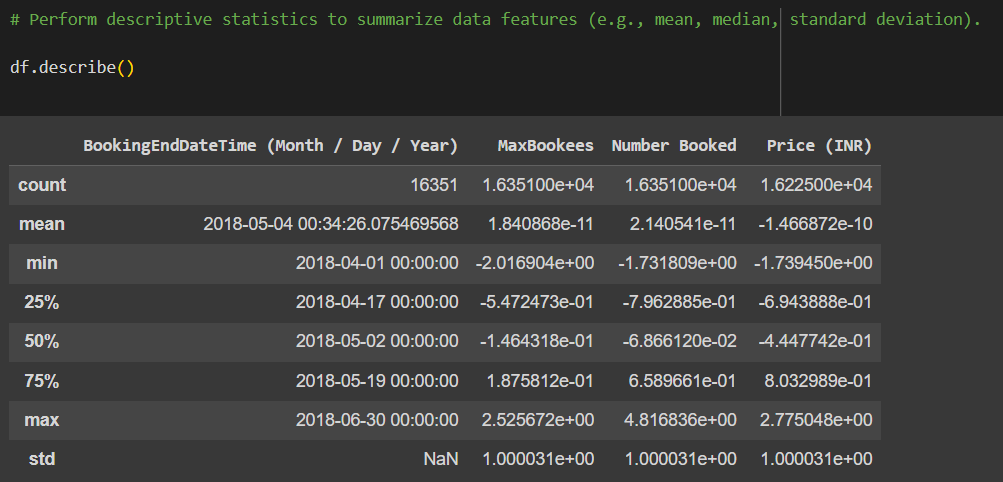 # Perform descriptive statistics to summarize data features (e.g., mean, median, standard deviation).
df.describe()
BookingEndDateTime (Month / Day / Year) MaxBookees Number Booked Price (INR)
count 16351 1.635100e+04 1.635100e+04 1.622500e+04
mean 2018-05-04 00:34:26.075469568 1.840868e-11 2.140541e-11 -1.466872e-10
min 2018-04-01 00:00:00 -2.016904e+00 -1.731809e+00 -1.739450e+00
25% 2018-04-17 00:00:00 -5.472473e-01 -7.962885e-01 -6.943888e-01
50% 2018-05-02 00:00:00 -1.464318e-01 -6.866120e-02 -4.447742e-01
75% 2018-05-19 00:00:00 1.875812e-01 6.589661e-01 8.032989e-01
max 2018-06-30 00:00:00 2.525672e+00 4.816836e+00 2.775048e+00
std NaN 1.000031e+00 1.000031e+00 1.000031e+00